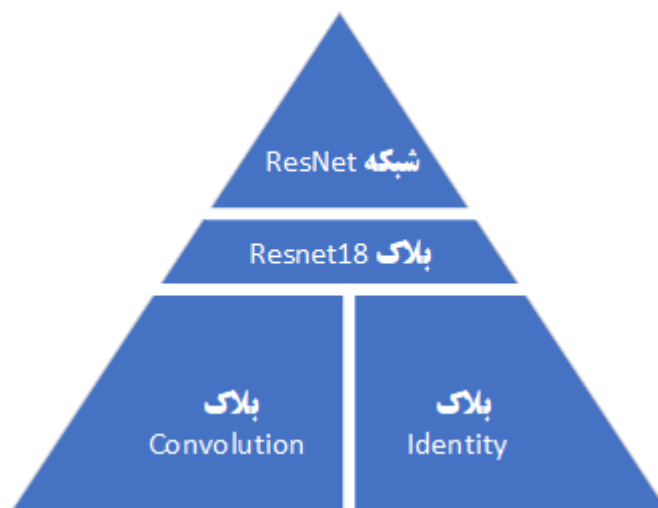 شبکه ResNet
بلاک Resnet18
بلاک
Convolution
بلاک
Identity